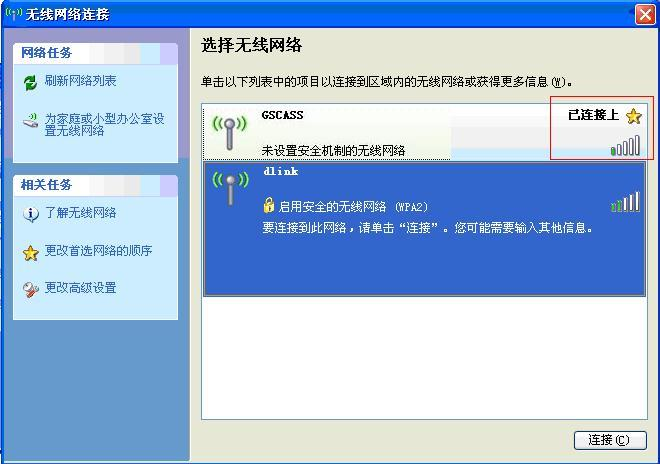 无线网络连接
网络任务
刷新网络列表
为家庭或小型办公室设
置无线网络
相关任务
了解无线网络
更改首选网络的顺序
更改高级设置
选择无线网络
单击以下列表中的项目以连接到区域内的无线网络或获得更多信息(W)。
GSCASS
已连接上
未设置安全机制的无线网络
dlink
启用安全的无线网络 (WPA2)
要连接到此网络，请单击“连接”。您可能需要输入其他信息。
连接(C)